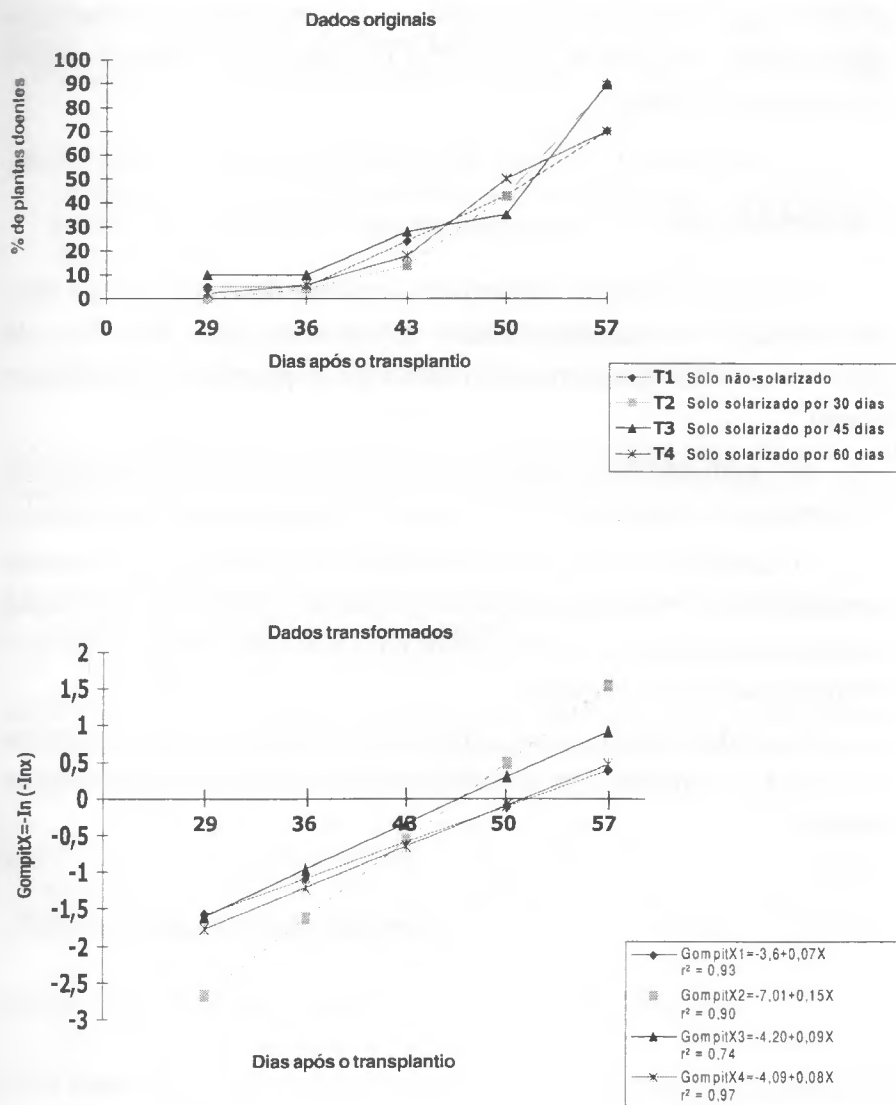 Dados originais
% de plantas doentes
100
90
80
70
60
50
40
30
20
10
0
0 29 36 43 50 57
Dias após o transplantio
T1 Solo não-solarizado
T2 Solo solarizado por 30 dias
T3 Solo solarizado por 45 dias
T4 Solo solarizado por 60 dias
Dados transformados
GompitX=-ln (-lnx)
2
1,5
1
0,5
0
-0,5
-1
-1,5
-2
-2,5
-3
29 36 43 50 57
Dias após o transplantio
GompitX1=-3,6+0,07X
r² = 0,93
GompitX2=-7,01+0,15X
r² = 0,90
GompitX3=-4,20+0,09X
r² = 0,74
GompitX4=-4,09+0,08X
r² = 0,97